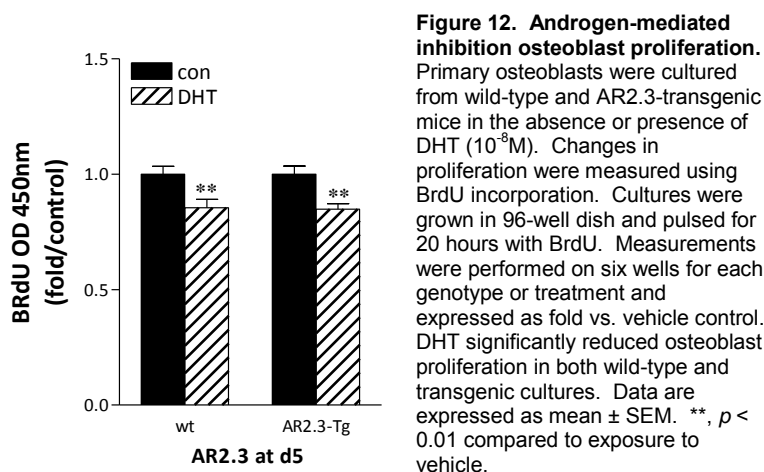 1.5
con
DHT
1.0
**
**
0.5
0.0
wt
AR2.3-Tg
AR2.3 at d5
BRdU OD 450nm
(fold/control)
Figure 12. Androgen-mediated
inhibition osteoblast proliferation.
Primary osteoblasts were cultured
from wild-type and AR2.3-transgenic
mice in the absence or presence of
DHT (10⁻⁸M). Changes in
proliferation were measured using
BrdU incorporation. Cultures were
grown in 96-well dish and pulsed for
20 hours with BrdU. Measurements
were performed on six wells for each
genotype or treatment and
expressed as fold vs. vehicle control.
DHT significantly reduced osteoblast
proliferation in both wild-type and
transgenic cultures. Data are
expressed as mean ± SEM. **, p <
0.01 compared to exposure to
vehicle.